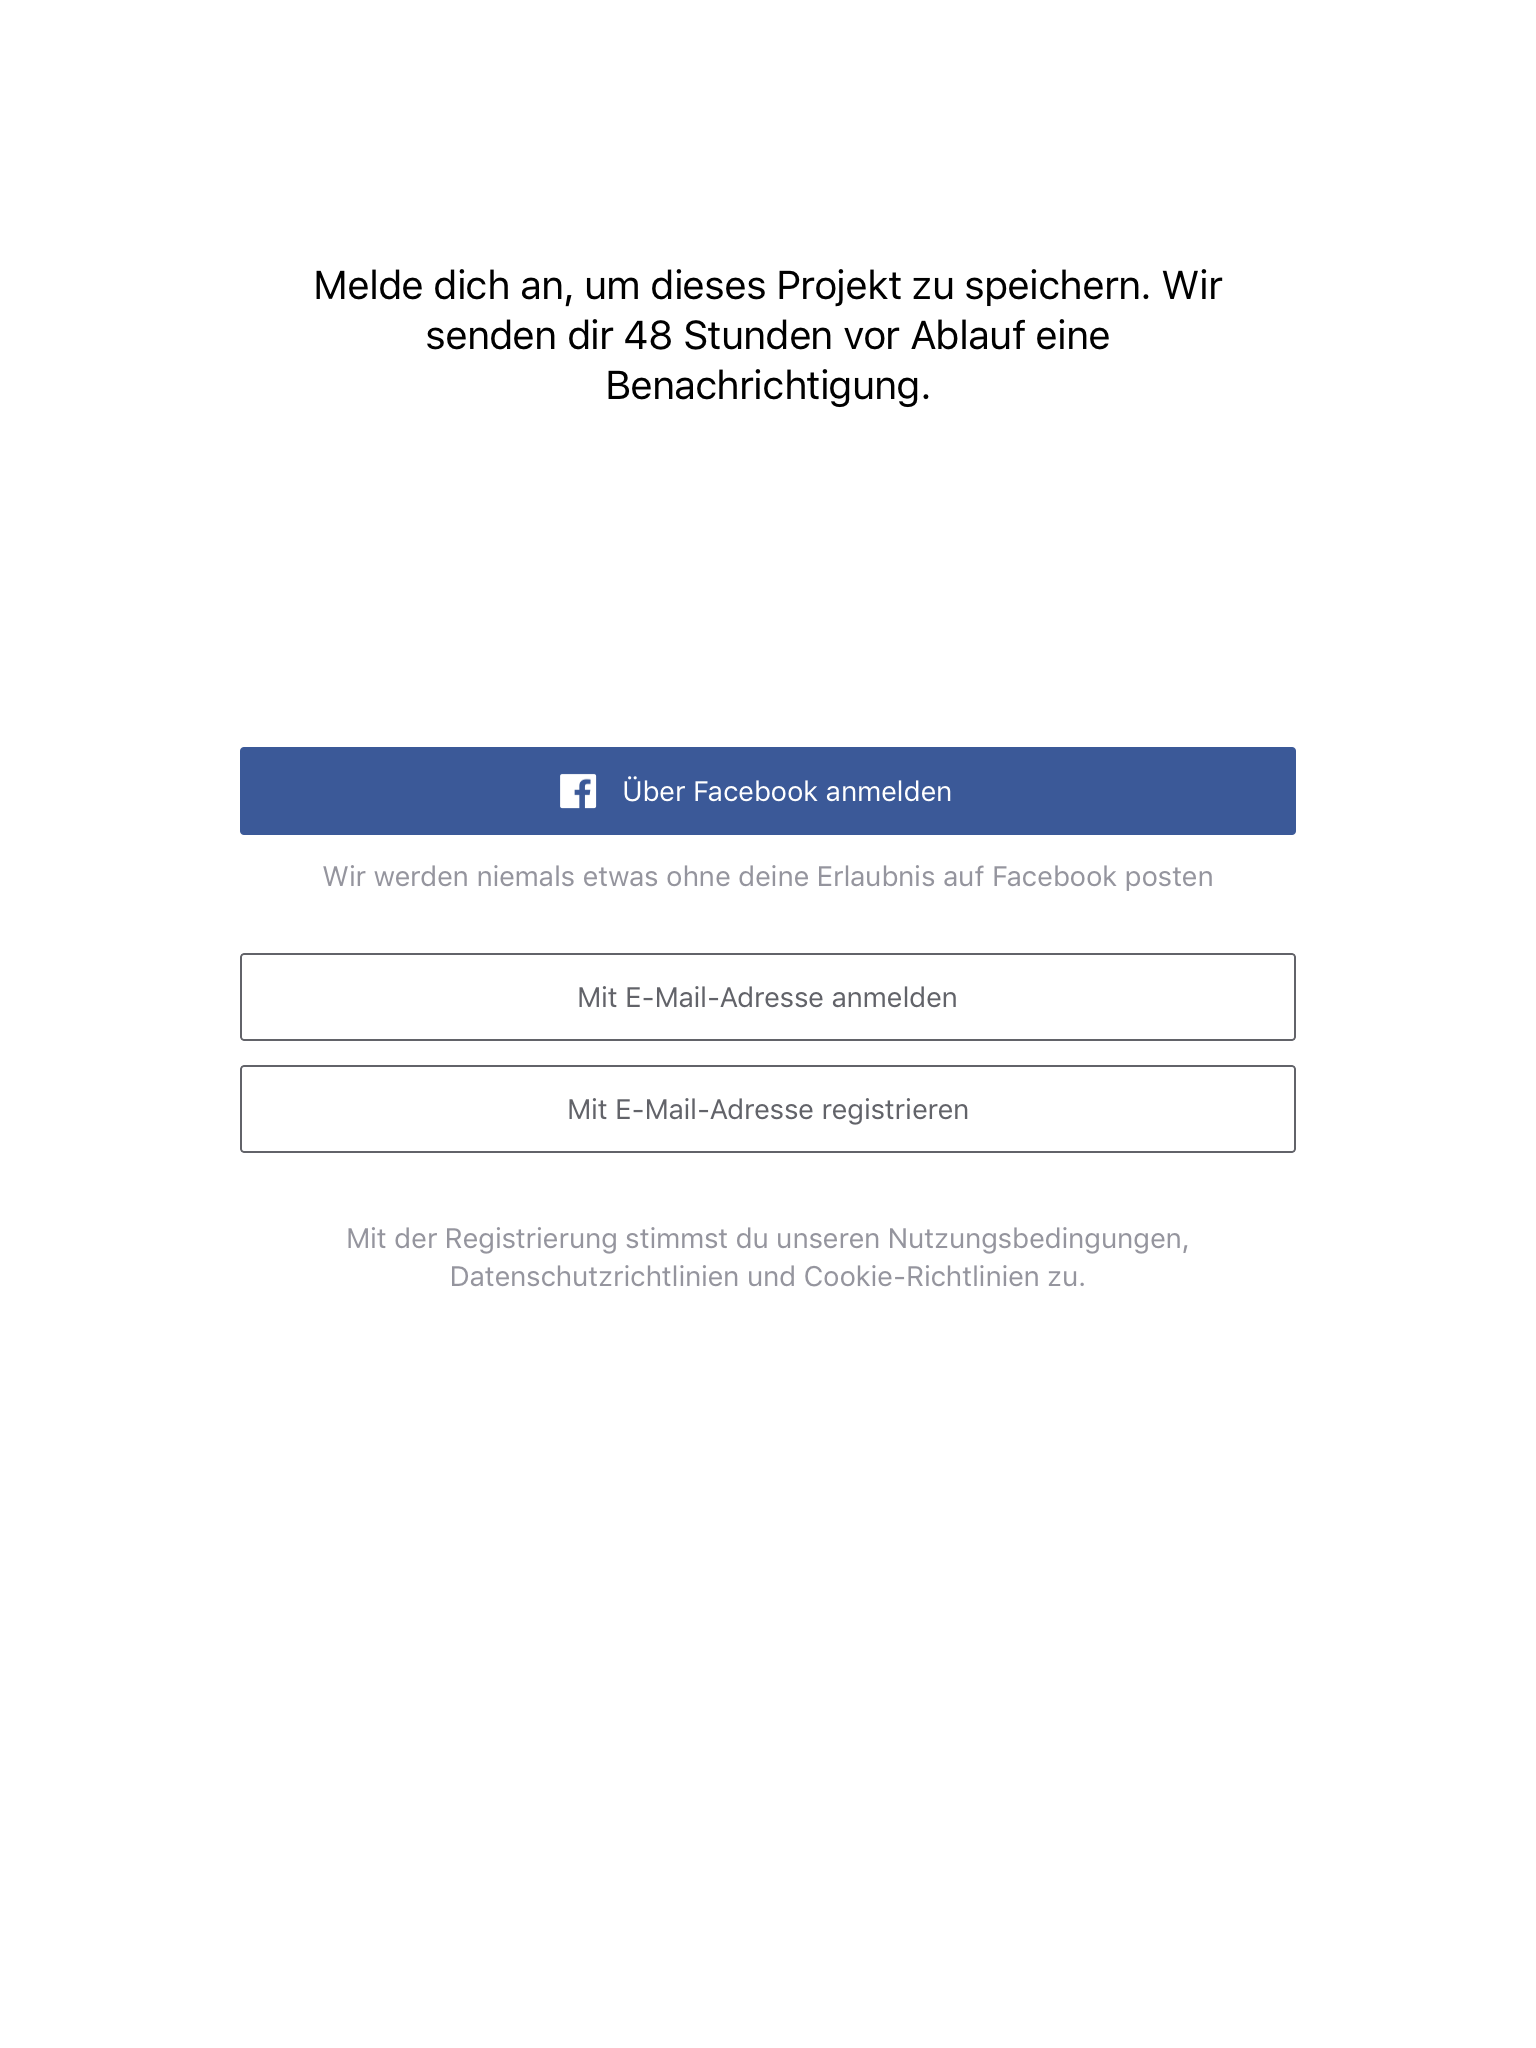 Melde dich an, um dieses Projekt zu speichern. Wir
senden dir 48 Stunden vor Ablauf eine
Benachrichtigung.
Über Facebook anmelden
Wir werden niemals etwas ohne deine Erlaubnis auf Facebook posten
Mit E-Mail-Adresse anmelden
Mit E-Mail-Adresse registrieren
Mit der Registrierung stimmst du unseren Nutzungsbedingungen,
Datenschutzrichtlinien und Cookie-Richtlinien zu.